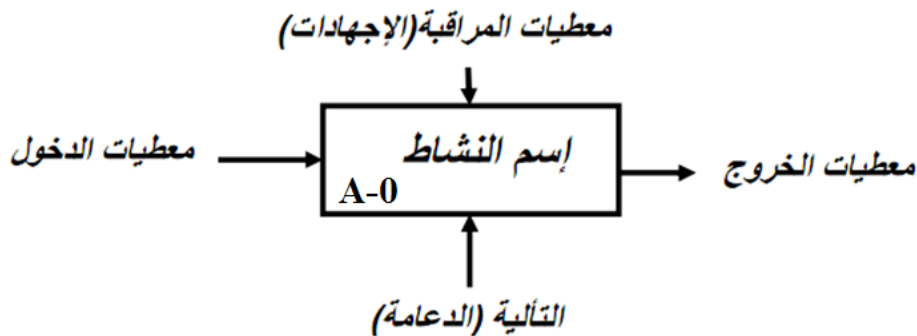 معطيات المراقبة(الإجهادات)
إسم النشاط
معطيات الدخول
معطيات الخروج
A-0
التألية (الدعامة)